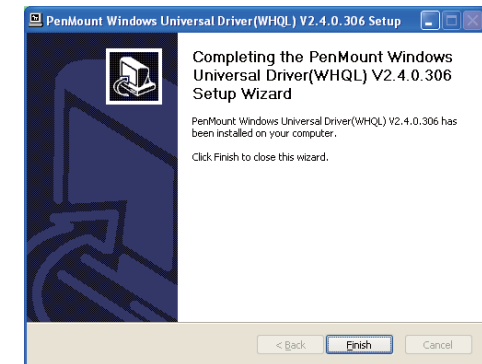 PenMount Windows Universal Driver(WHQL) V2.4.0.306 Setup
Completing the PenMount Windows
Universal Driver(WHQL) V2.4.0.306
Setup Wizard
PenMount Windows Universal Driver(WHQL) V2.4.0.306 has
been installed on your computer.
Click Finish to close this wizard.
< Back
Finish
Cancel